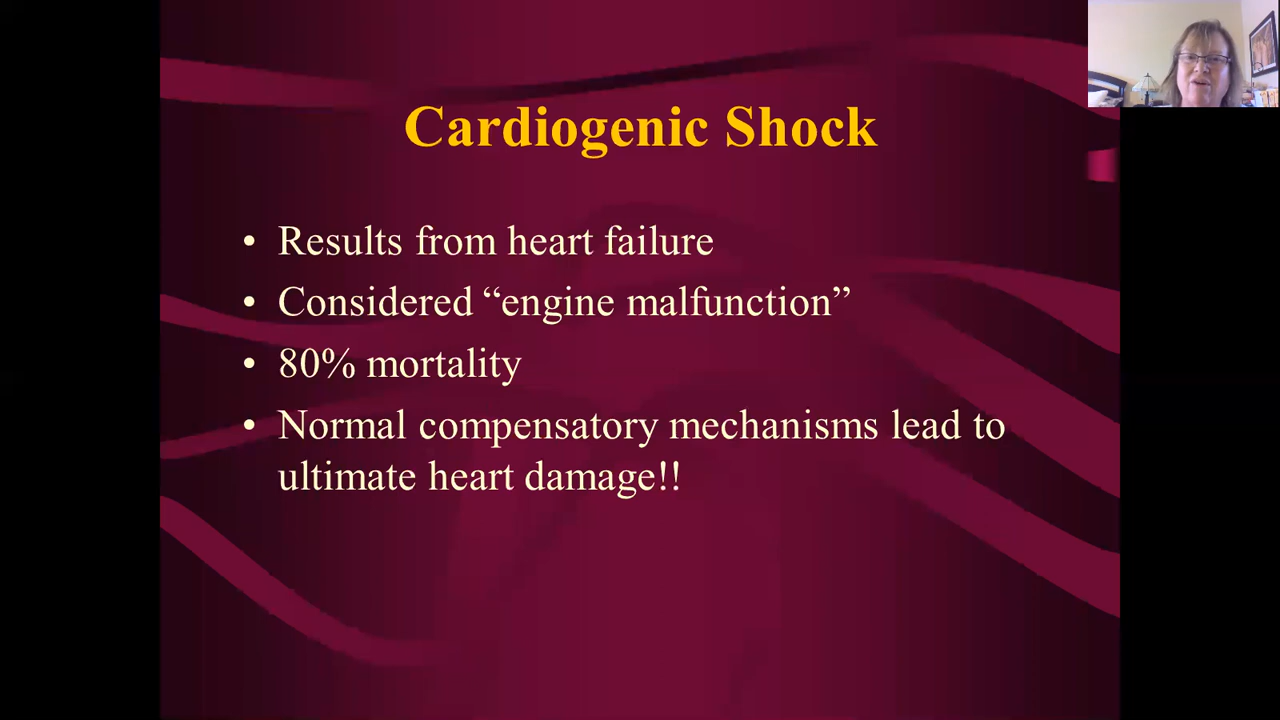 Cardiogenic Shock
• Results from heart failure
• Considered “engine malfunction”
• 80% mortality
• Normal compensatory mechanisms lead to
ultimate heart damage!!